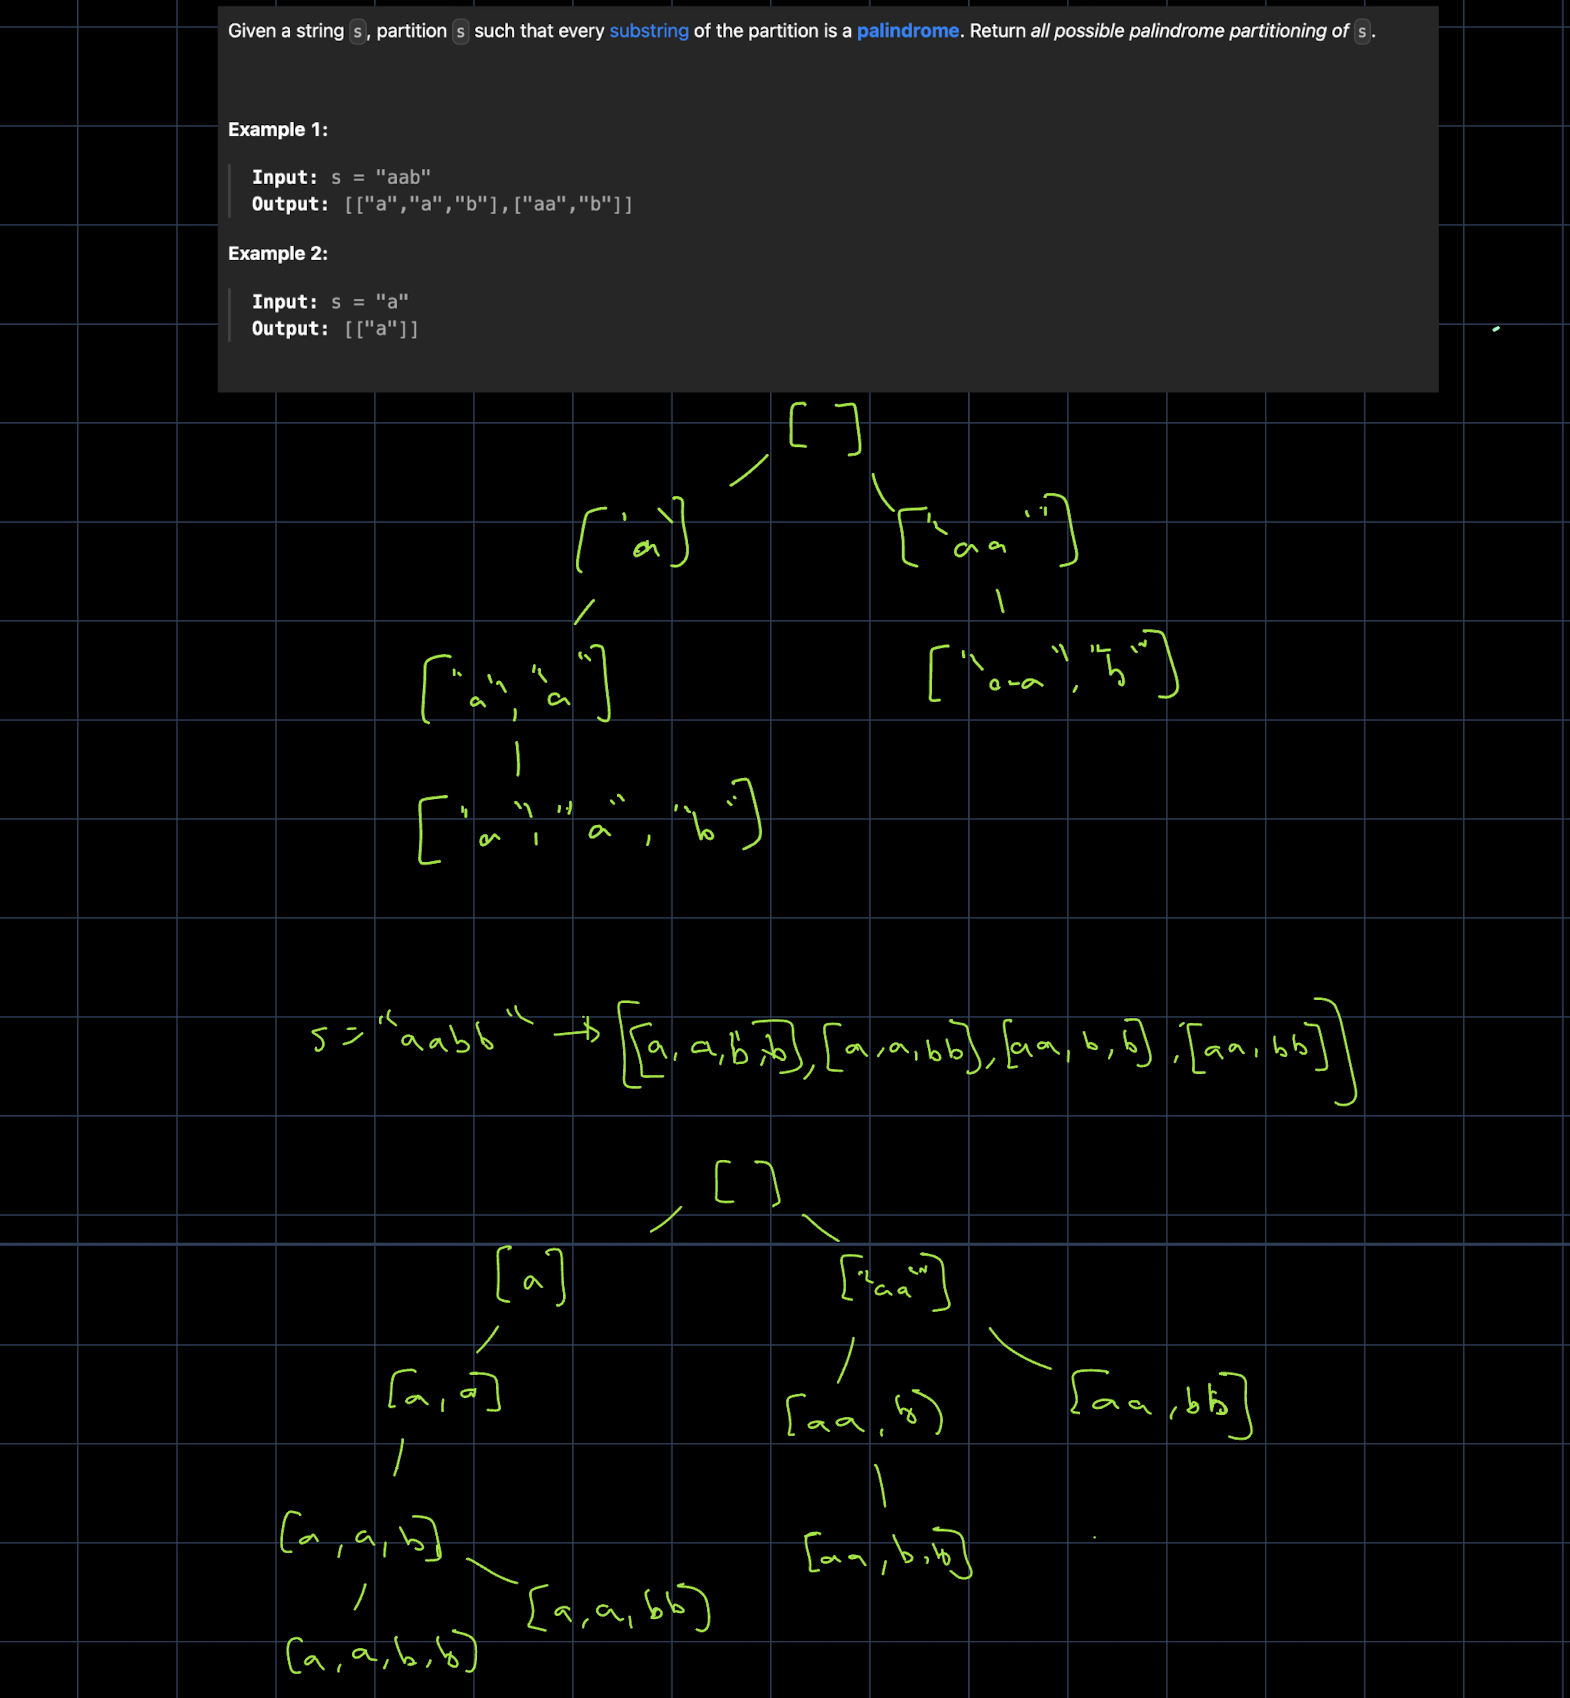 Given a string s, partition s such that every substring of the partition is a palindrome. Return all possible palindrome partitioning of s.
Example 1:
Input: s = "aab"
Output: [["a","a","b"],["aa","b"]]
Example 2:
Input: s = "a"
Output: [["a"]]
[ ]
['a'] ["aa"]
["a","a"] ["aa","b"]
["a","a","b"]
s = "aabb" → [[a,a,b,b],[a,a,bb],[aa,b,b],[aa,bb]]
[ ]
[a] ["aa"]
[a,a] [aa,b] [aa,bb]
[a,a,b] [aa,b,b]
[a,a,bb]
[a,a,b,b]